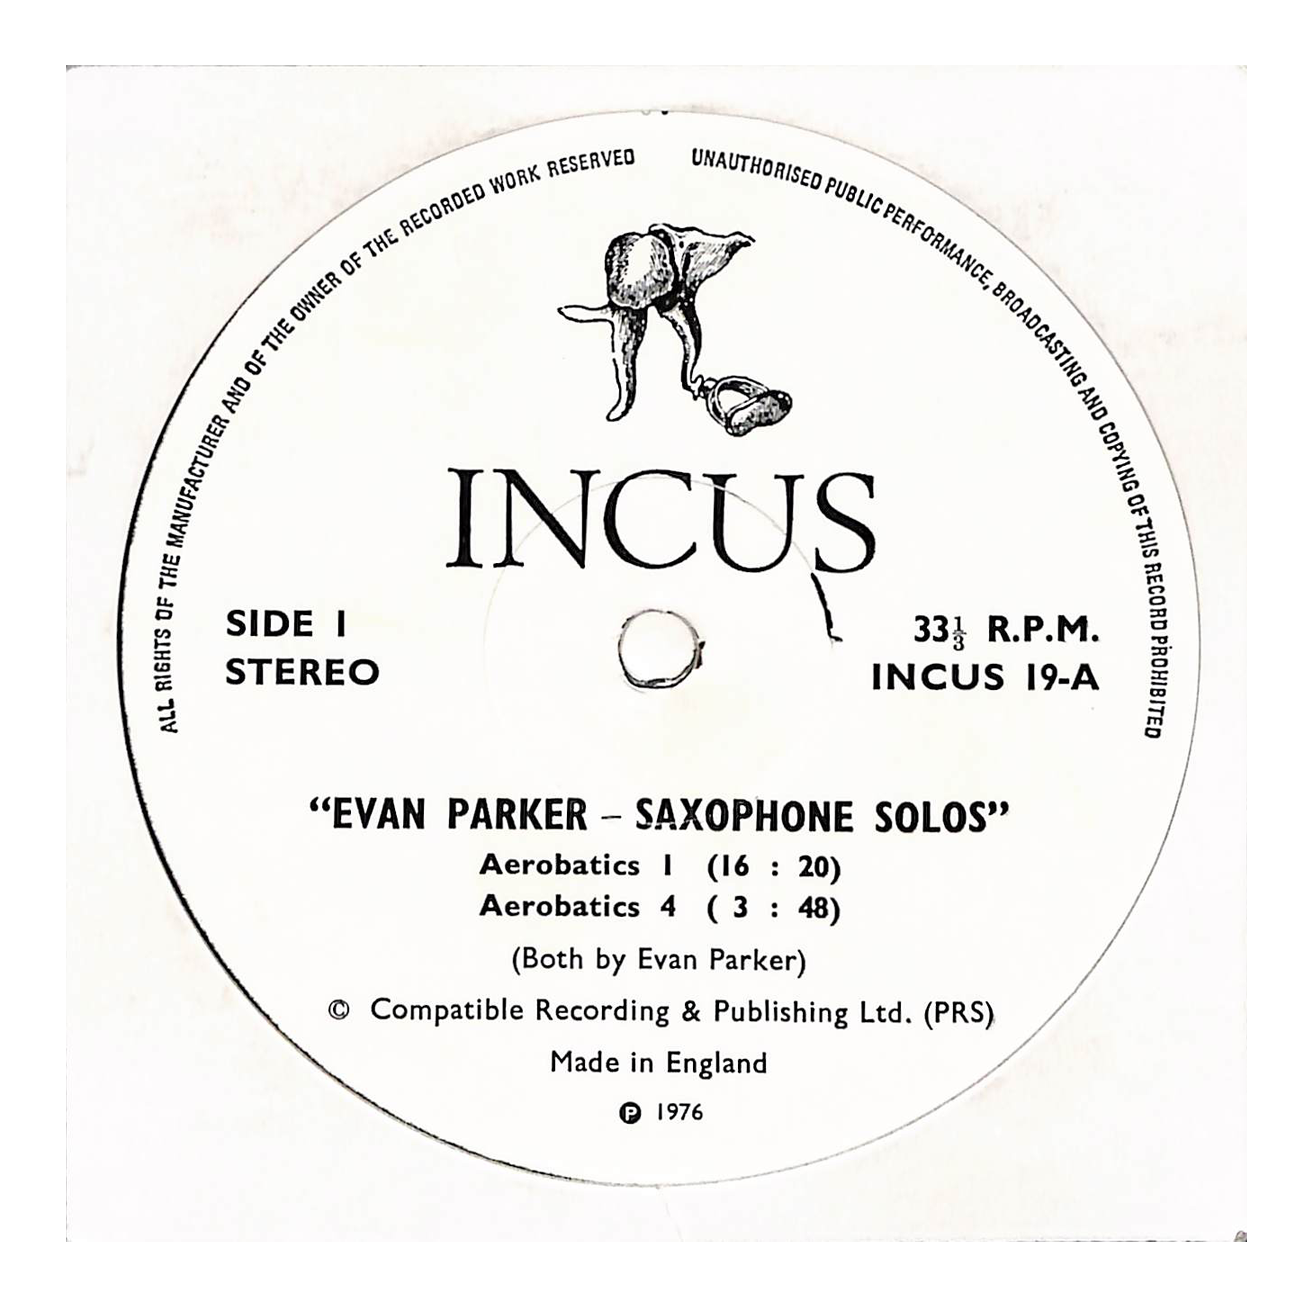 ALL RIGHTS OF THE MANUFACTURER AND OF THE OWNER OF THE RECORDED WORK RESERVED
UNAUTHORISED PUBLIC PERFORMANCE, BROADCASTING AND COPYING OF THIS RECORD PROHIBITED
INCUS
SIDE 1
STEREO
33⅓ R.P.M.
INCUS 19-A
“EVAN PARKER – SAXOPHONE SOLOS”
Aerobatics 1 (16 : 20)
Aerobatics 4 ( 3 : 48)
(Both by Evan Parker)
© Compatible Recording & Publishing Ltd. (PRS)
Made in England
℗ 1976